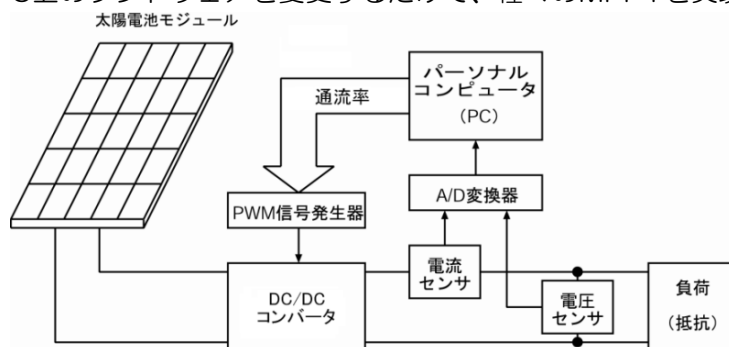 太陽電池モジュール
パーソナル
コンピュータ
(PC)
通流率
A/D変換器
PWM信号発生器
電流
センサ
DC/DC
コンバータ
電圧
センサ
負荷
(抵抗)